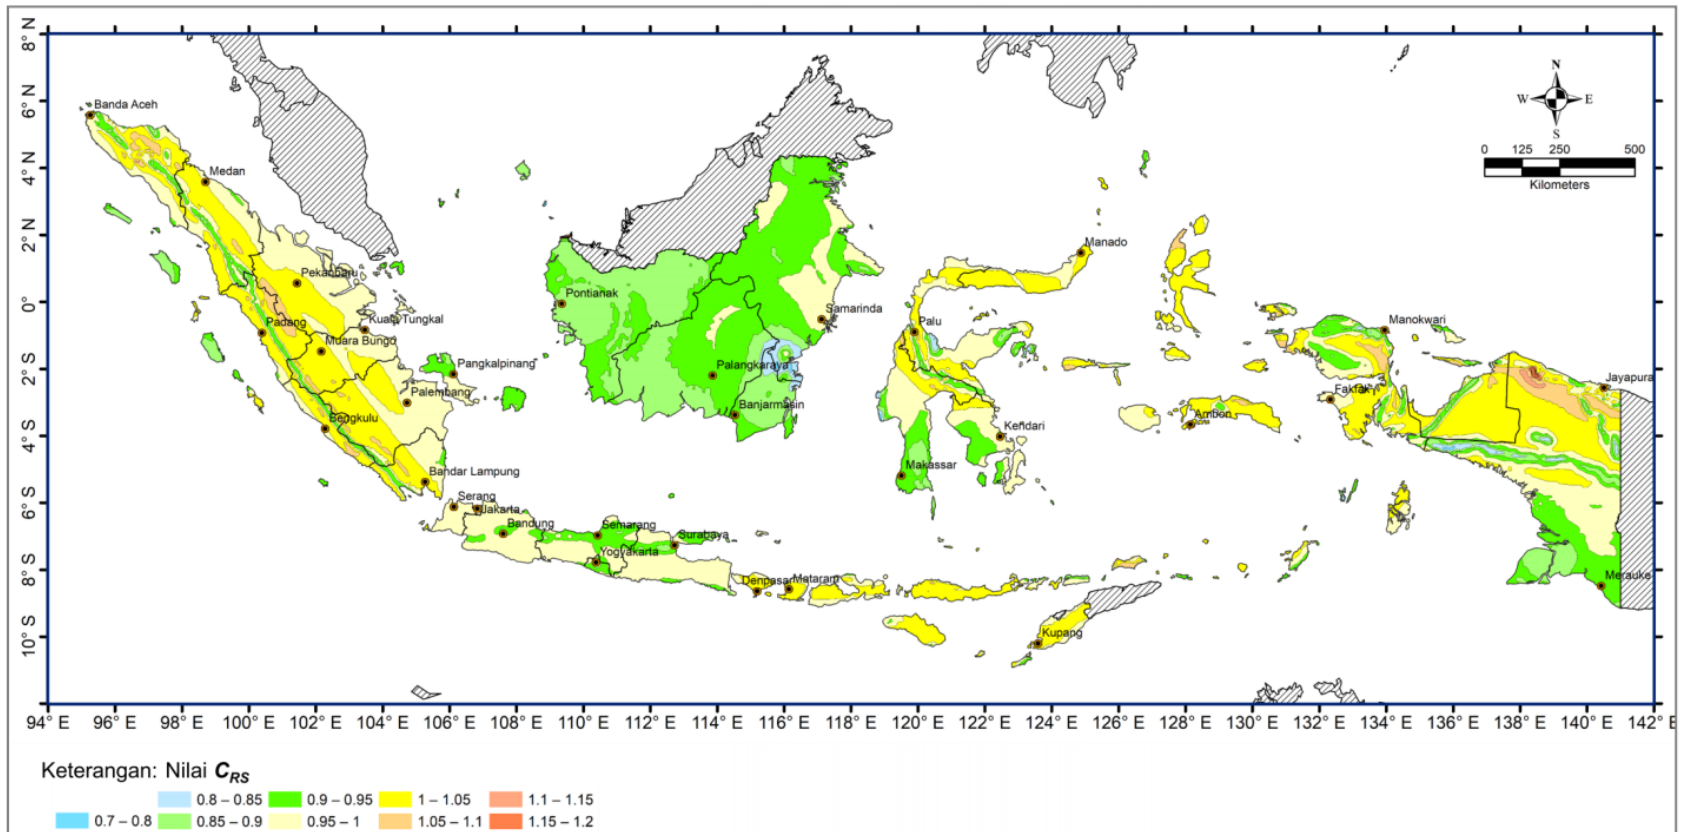 8° N
6° N
4° N
2° N
0°
2° S
4° S
6° S
8° S
10° S
N
W E
S
0 125 250 500
Kilometers
Banda Aceh
Medan
Pekanbaru
Padang
Kuala Tungkal
Muara Bungo
Pangkalpinang
Palembang
Bengkulu
Bandar Lampung
Serang
Jakarta
Bandung
Semarang
Yogyakarta
Surabaya
Denpasar
Mataram
Kupang
Pontianak
Samarinda
Palangkaraya
Banjarmasin
Manado
Palu
Kendari
Makassar
Ambon
Manokwari
Fakfak
Jayapura
Merauke
94° E 96° E 98° E 100° E 102° E 104° E 106° E 108° E 110° E 112° E 114° E 116° E 118° E 120° E 122° E 124° E 126° E 128° E 130° E 132° E 134° E 136° E 138° E 140° E 142° E
Keterangan: Nilai C_RS
0.8 – 0.85 0.9 – 0.95 1 – 1.05 1.1 – 1.15
0.7 – 0.8 0.85 – 0.9 0.95 – 1 1.05 – 1.1 1.15 – 1.2